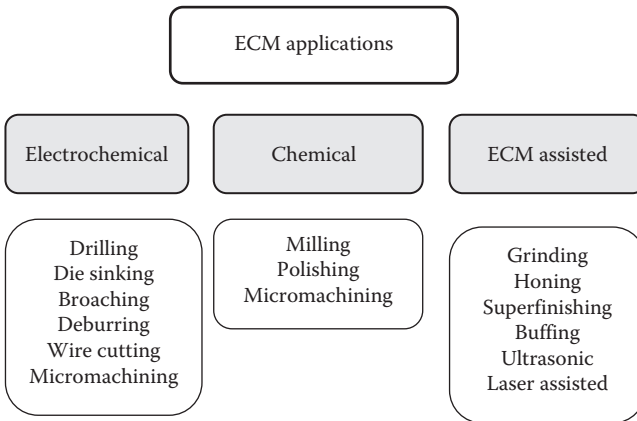 ECM applications
Electrochemical
Chemical
ECM assisted
Drilling
Die sinking
Broaching
Deburring
Wire cutting
Micromachining
Milling
Polishing
Micromachining
Grinding
Honing
Superfinishing
Buffing
Ultrasonic
Laser assisted